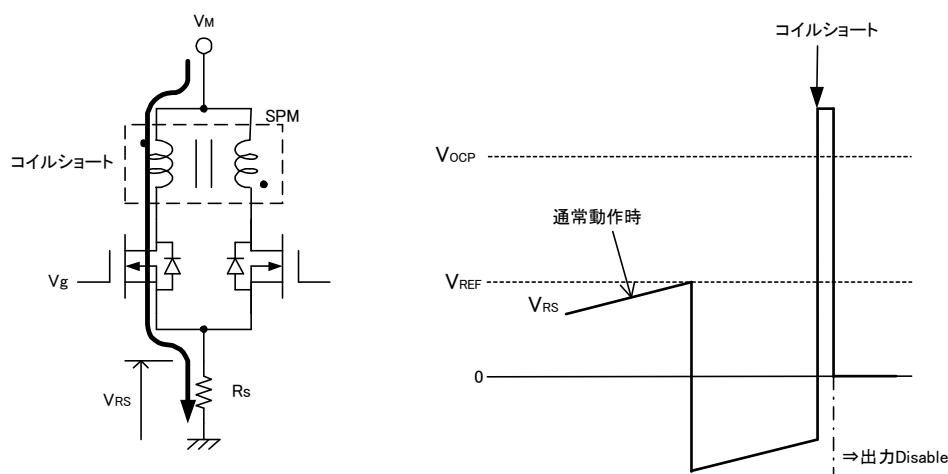 VM
SPM
コイルショート
Vg
VRS
Rs
コイルショート
VOCP
通常動作時
VREF
VRS
0
⇒出力Disable